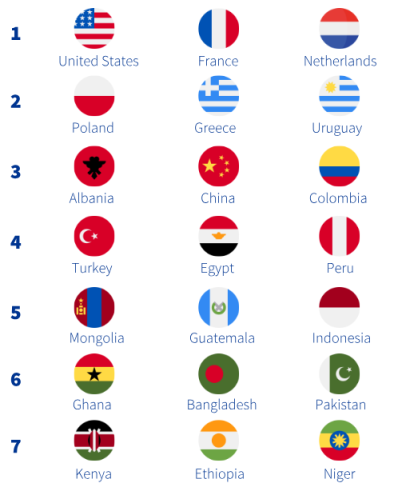 1
United States France Netherlands
2
Poland Greece Uruguay
3
Albania China Colombia
4
Turkey Egypt Peru
5
Mongolia Guatemala Indonesia
6
Ghana Bangladesh Pakistan
7
Kenya Ethiopia Niger